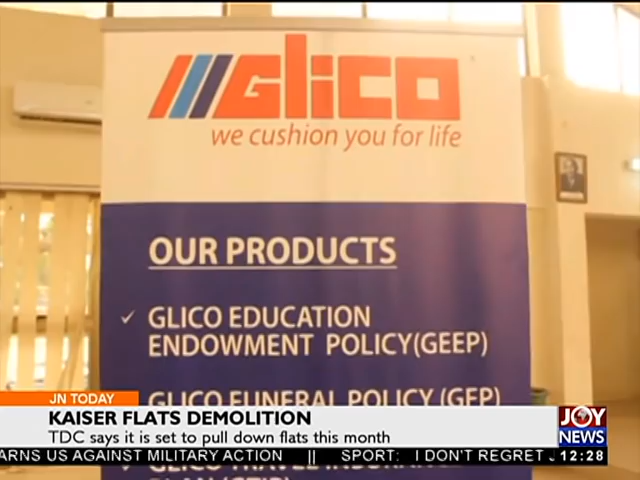 Glico
we cushion you for life
OUR PRODUCTS
✓ GLICO EDUCATION
ENDOWMENT POLICY(GEEP)
GLICO FUNERAL POLICY (GFP)
JN TODAY
KAISER FLATS DEMOLITION
TDC says it is set to pull down flats this month
JOY
NEWS
ARNS US AGAINST MILITARY ACTION || SPORT: I DON'T REGRET
12:28
GLICO TRAVEL